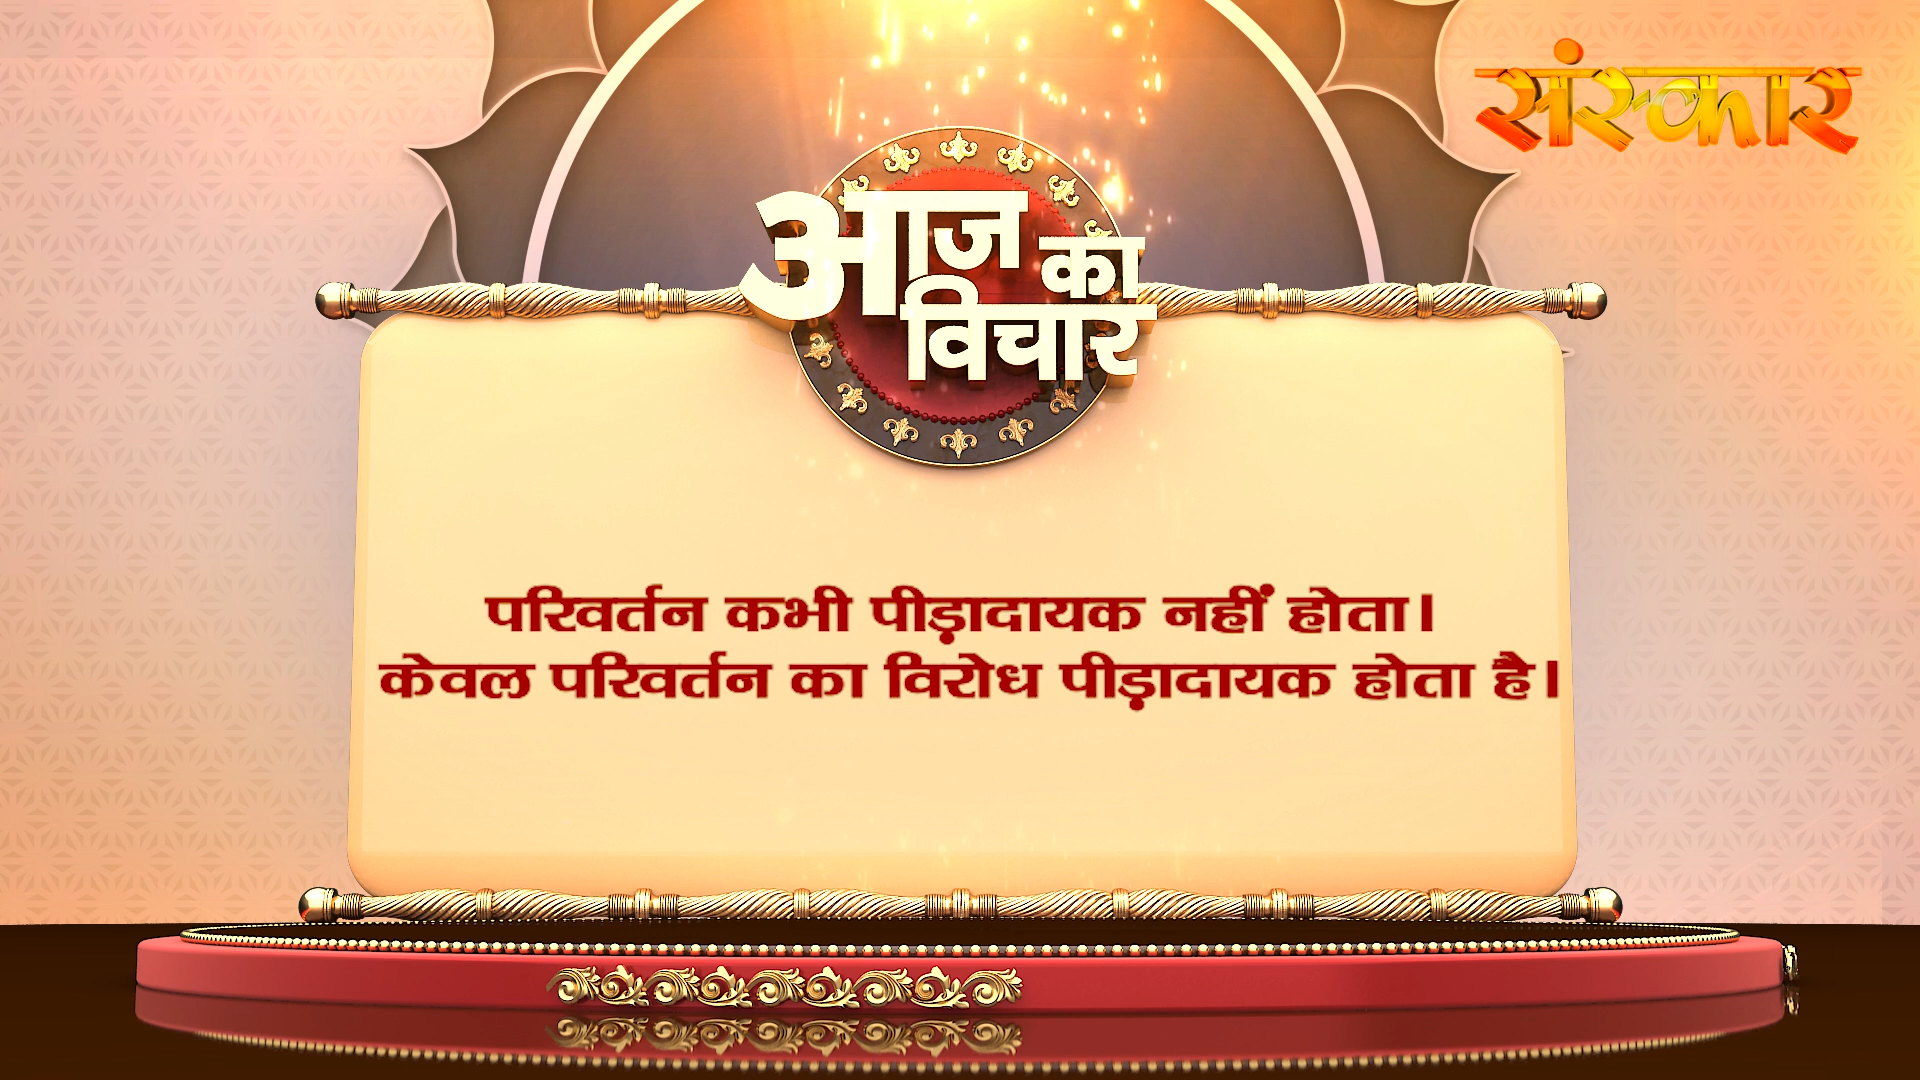 संस्कार
आज का
विचार
परिवर्तन कभी पीड़ादायक नहीं होता।
केवल परिवर्तन का विरोध पीड़ादायक होता है।